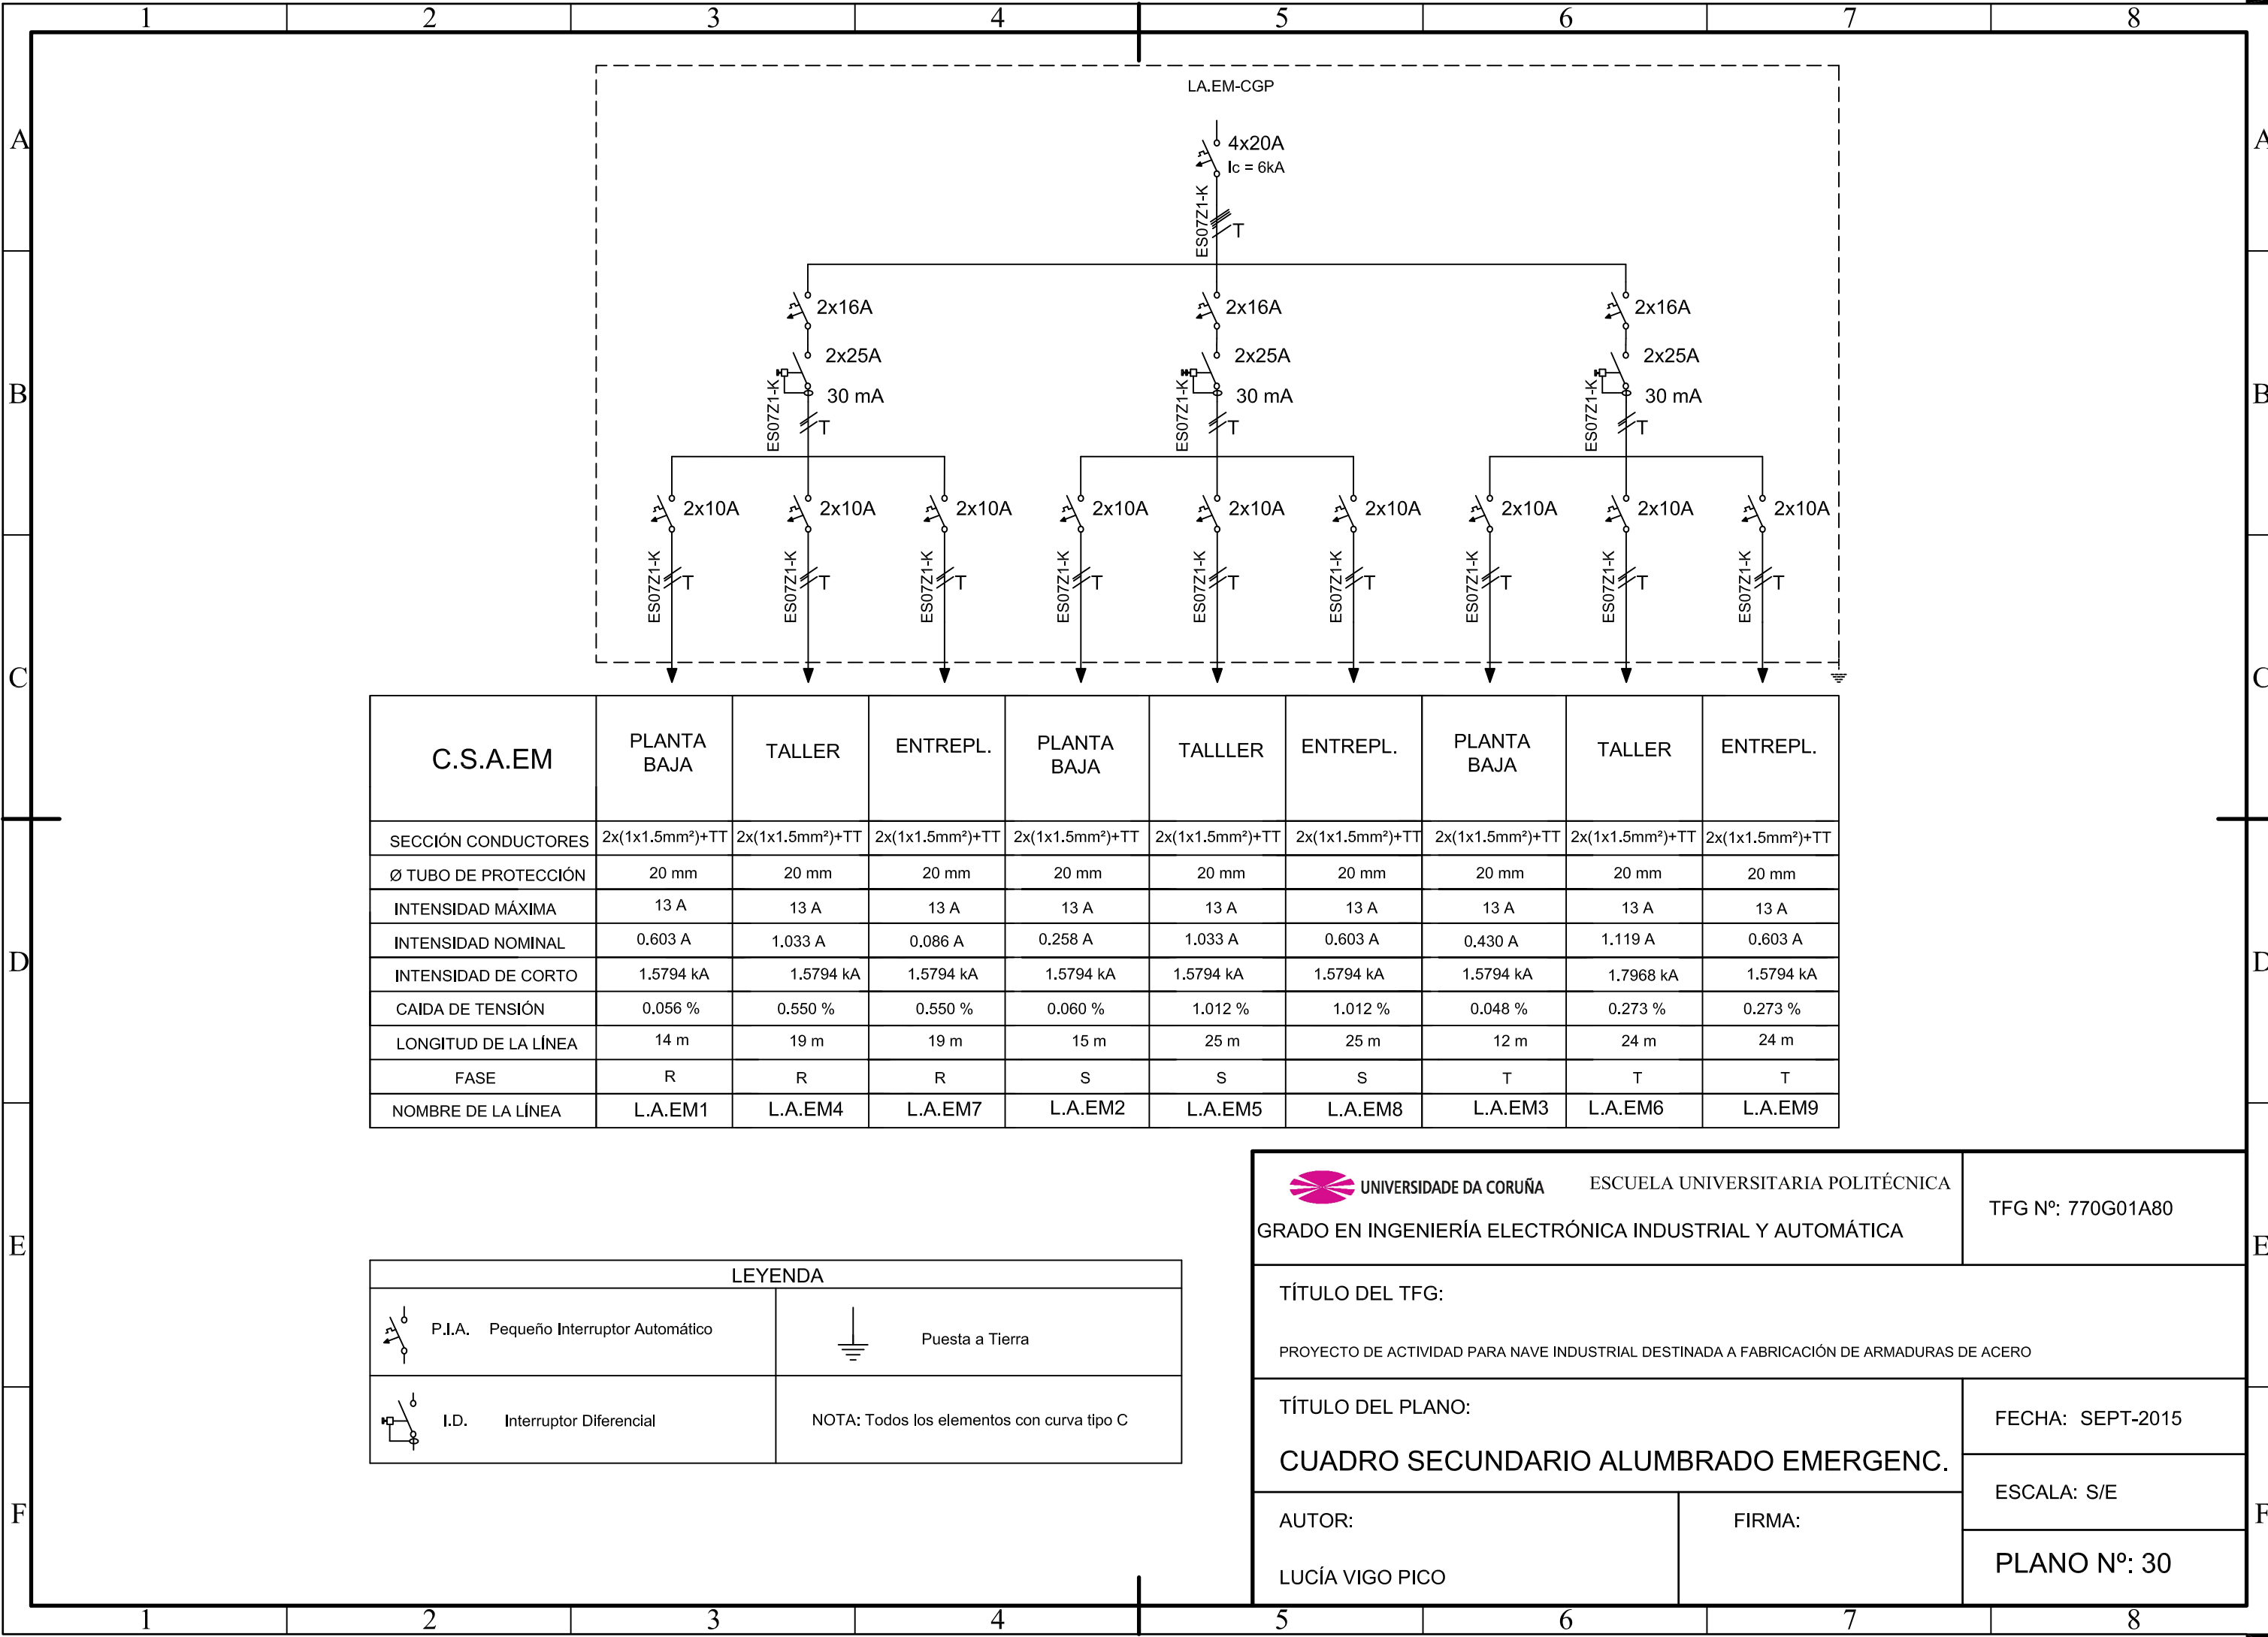 1 2 3 4 5 6 7 8
A A
B B
C C
D D
E E
F F
LA.EM-CGP
4x20A
Ic = 6kA
ES07Z1-K
T
2x16A 2x16A 2x16A
2x25A 2x25A 2x25A
30 mA 30 mA 30 mA
ES07Z1-K ES07Z1-K ES07Z1-K
T T T
2x10A 2x10A 2x10A 2x10A 2x10A 2x10A 2x10A 2x10A 2x10A
ES07Z1-K ES07Z1-K ES07Z1-K ES07Z1-K ES07Z1-K ES07Z1-K ES07Z1-K ES07Z1-K ES07Z1-K
T T T T T T T T T
C.S.A.EM PLANTA BAJA TALLER ENTREPL. PLANTA BAJA TALLLER ENTREPL. PLANTA BAJA TALLER ENTREPL.
SECCIÓN CONDUCTORES 2x(1x1.5mm²)+TT 2x(1x1.5mm²)+TT 2x(1x1.5mm²)+TT 2x(1x1.5mm²)+TT 2x(1x1.5mm²)+TT 2x(1x1.5mm²)+TT 2x(1x1.5mm²)+TT 2x(1x1.5mm²)+TT 2x(1x1.5mm²)+TT
Ø TUBO DE PROTECCIÓN 20 mm 20 mm 20 mm 20 mm 20 mm 20 mm 20 mm 20 mm 20 mm
INTENSIDAD MÁXIMA 13 A 13 A 13 A 13 A 13 A 13 A 13 A 13 A 13 A
INTENSIDAD NOMINAL 0.603 A 1.033 A 0.086 A 0.258 A 1.033 A 0.603 A 0.430 A 1.119 A 0.603 A
INTENSIDAD DE CORTO 1.5794 kA 1.5794 kA 1.5794 kA 1.5794 kA 1.5794 kA 1.5794 kA 1.5794 kA 1.7968 kA 1.5794 kA
CAIDA DE TENSIÓN 0.056 % 0.550 % 0.550 % 0.060 % 1.012 % 1.012 % 0.048 % 0.273 % 0.273 %
LONGITUD DE LA LÍNEA 14 m 19 m 19 m 15 m 25 m 25 m 12 m 24 m 24 m
FASE R R R S S S T T T
NOMBRE DE LA LÍNEA L.A.EM1 L.A.EM4 L.A.EM7 L.A.EM2 L.A.EM5 L.A.EM8 L.A.EM3 L.A.EM6 L.A.EM9
LEYENDA
P.I.A. Pequeño Interruptor Automático
Puesta a Tierra
I.D. Interruptor Diferencial
NOTA: Todos los elementos con curva tipo C
UNIVERSIDADE DA CORUÑA ESCUELA UNIVERSITARIA POLITÉCNICA
GRADO EN INGENIERÍA ELECTRÓNICA INDUSTRIAL Y AUTOMÁTICA
TFG Nº: 770G01A80
TÍTULO DEL TFG:
PROYECTO DE ACTIVIDAD PARA NAVE INDUSTRIAL DESTINADA A FABRICACIÓN DE ARMADURAS DE ACERO
TÍTULO DEL PLANO:
CUADRO SECUNDARIO ALUMBRADO EMERGENC.
FECHA: SEPT-2015
ESCALA: S/E
AUTOR:
LUCÍA VIGO PICO
FIRMA:
PLANO Nº: 30
1 2 3 4 5 6 7 8